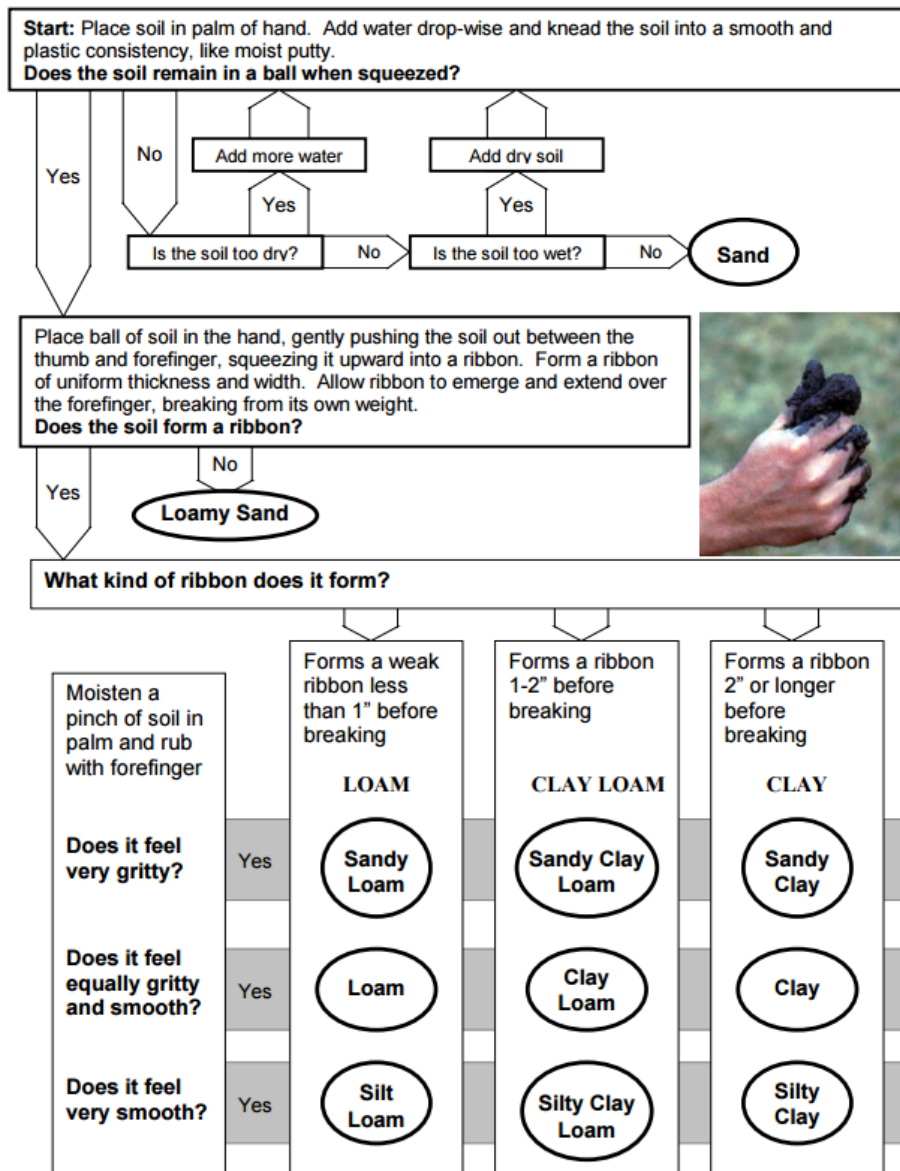 Start: Place soil in palm of hand.  Add water drop-wise and knead the soil into a smooth and
plastic consistency, like moist putty.
Does the soil remain in a ball when squeezed?
Yes
No
Add more water
Add dry soil
Yes
Yes
Is the soil too dry?
No
Is the soil too wet?
No
Sand
Place ball of soil in the hand, gently pushing the soil out between the
thumb and forefinger, squeezing it upward into a ribbon.  Form a ribbon
of uniform thickness and width.  Allow ribbon to emerge and extend over
the forefinger, breaking from its own weight.
Does the soil form a ribbon?
Yes
No
Loamy Sand
What kind of ribbon does it form?
Moisten a
pinch of soil in
palm and rub
with forefinger
Forms a weak
ribbon less
than 1” before
breaking
LOAM
Forms a ribbon
1-2” before
breaking
CLAY LOAM
Forms a ribbon
2” or longer
before
breaking
CLAY
Does it feel
very gritty?
Yes
Sandy
Loam
Sandy Clay
Loam
Sandy
Clay
Does it feel
equally gritty
and smooth?
Yes
Loam
Clay
Loam
Clay
Does it feel
very smooth?
Yes
Silt
Loam
Silty Clay
Loam
Silty
Clay